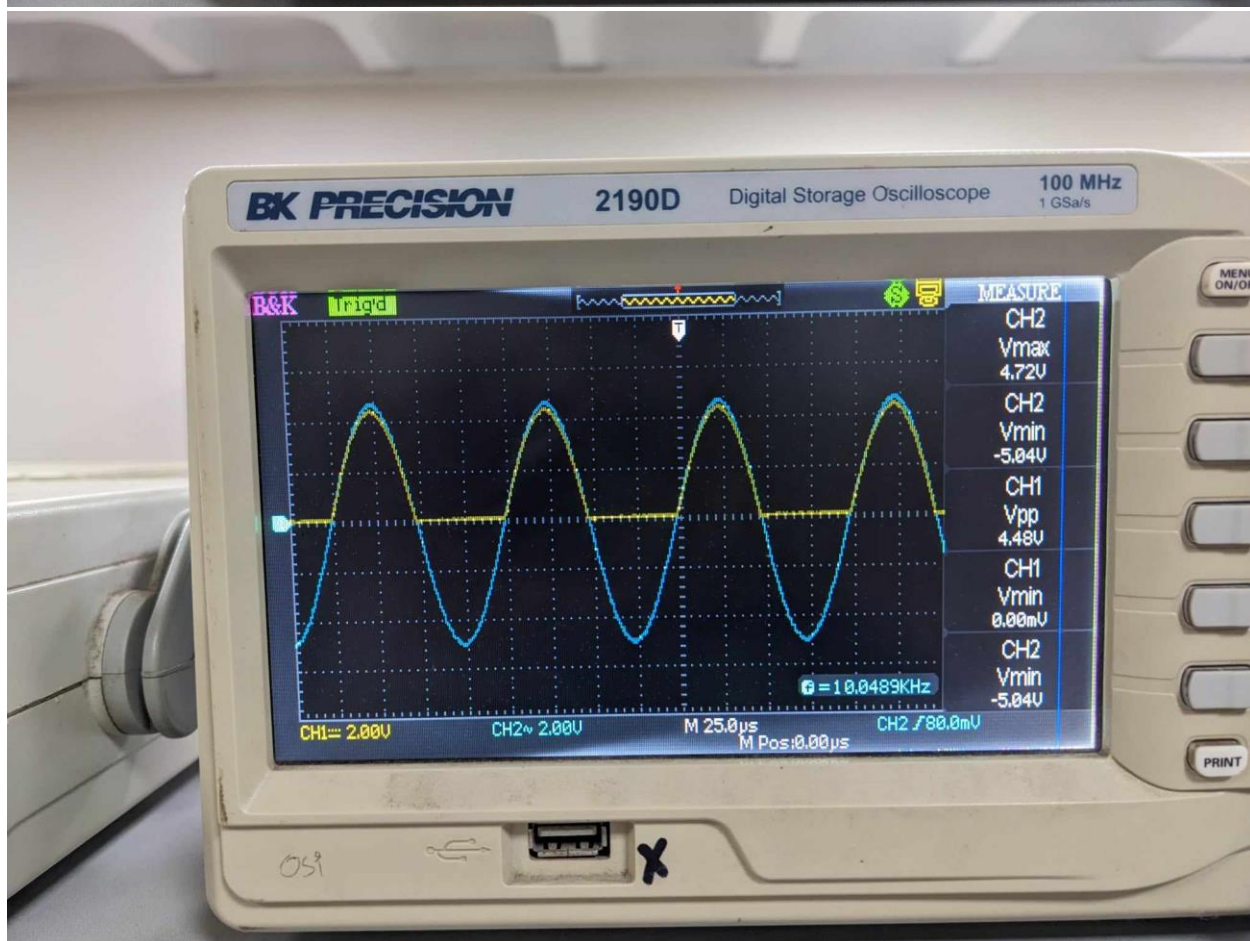 BK PRECISION 2190D Digital Storage Oscilloscope 100 MHz
1 GSa/s
MENU
ON/OF
B&K Trig'd T S MEASURE
CH2
Vmax
4.72V
CH2
Vmin
-5.04V
CH1
Vpp
4.48V
CH1
Vmin
0.00mV
CH2
Vmin
-5.04V
f = 10.0489KHz
CH1 2.00V CH2~ 2.00V M 25.0µs CH2 80.0mV
M Pos:0.00µs
PRINT
X